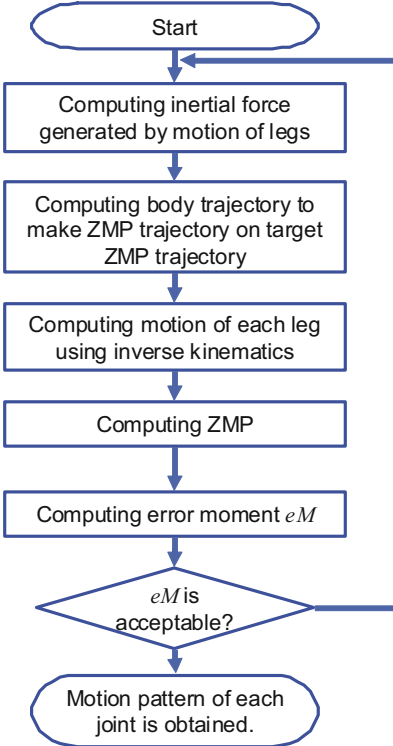 Start
Computing inertial force
generated by motion of legs
Computing body trajectory to
make ZMP trajectory on target
ZMP trajectory
Computing motion of each leg
using inverse kinematics
Computing ZMP
Computing error moment eM
eM is
acceptable?
Motion pattern of each
joint is obtained.